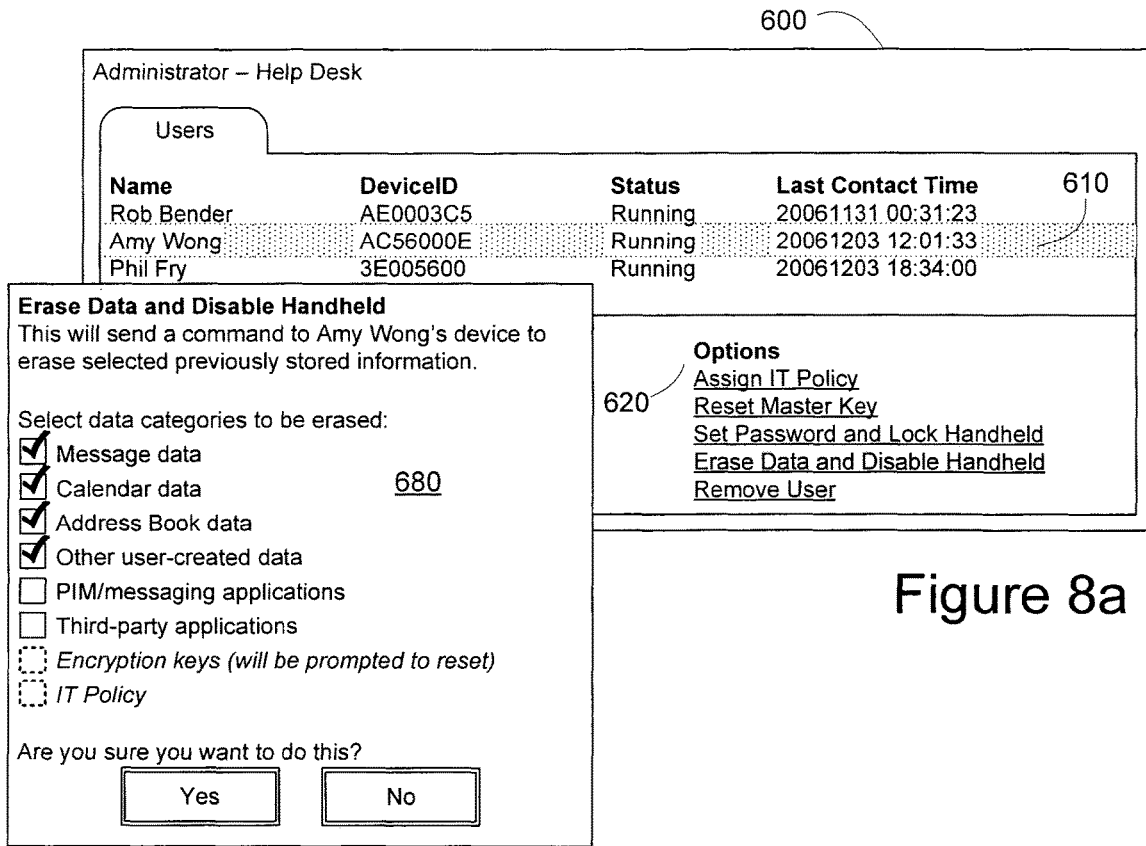 600
Administrator – Help Desk
Users
Name DeviceID Status Last Contact Time 610
Rob Bender AE0003C5 Running 20061131 00:31:23
Amy Wong AC56000E Running 20061203 12:01:33
Phil Fry 3E005600 Running 20061203 18:34:00
Erase Data and Disable Handheld
This will send a command to Amy Wong's device to
erase selected previously stored information.
Select data categories to be erased:
Message data
Calendar data
680
Address Book data
Other user-created data
PIM/messaging applications
Third-party applications
Encryption keys (will be prompted to reset)
IT Policy
Are you sure you want to do this?
Yes No
620
Options
Assign IT Policy
Reset Master Key
Set Password and Lock Handheld
Erase Data and Disable Handheld
Remove User
Figure 8a